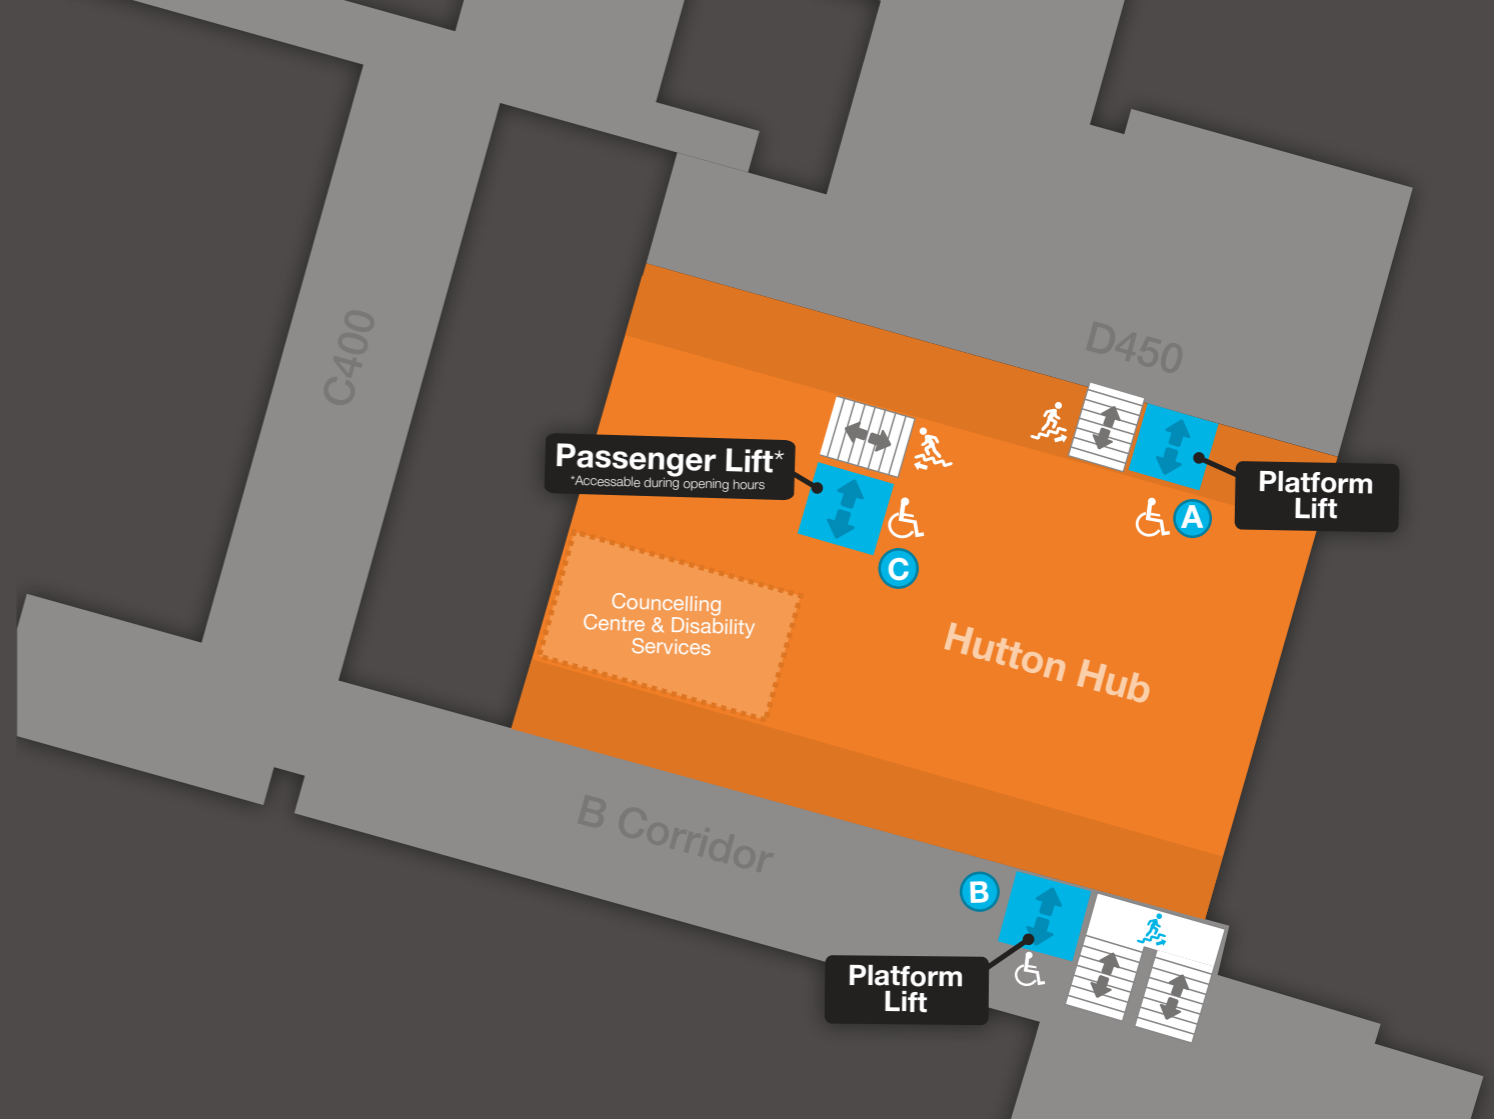 D450
C400
Passenger Lift*
*Accessable during opening hours
Platform
Lift
A
C
Councelling
Centre & Disability
Services
Hutton Hub
B Corridor
B
Platform
Lift